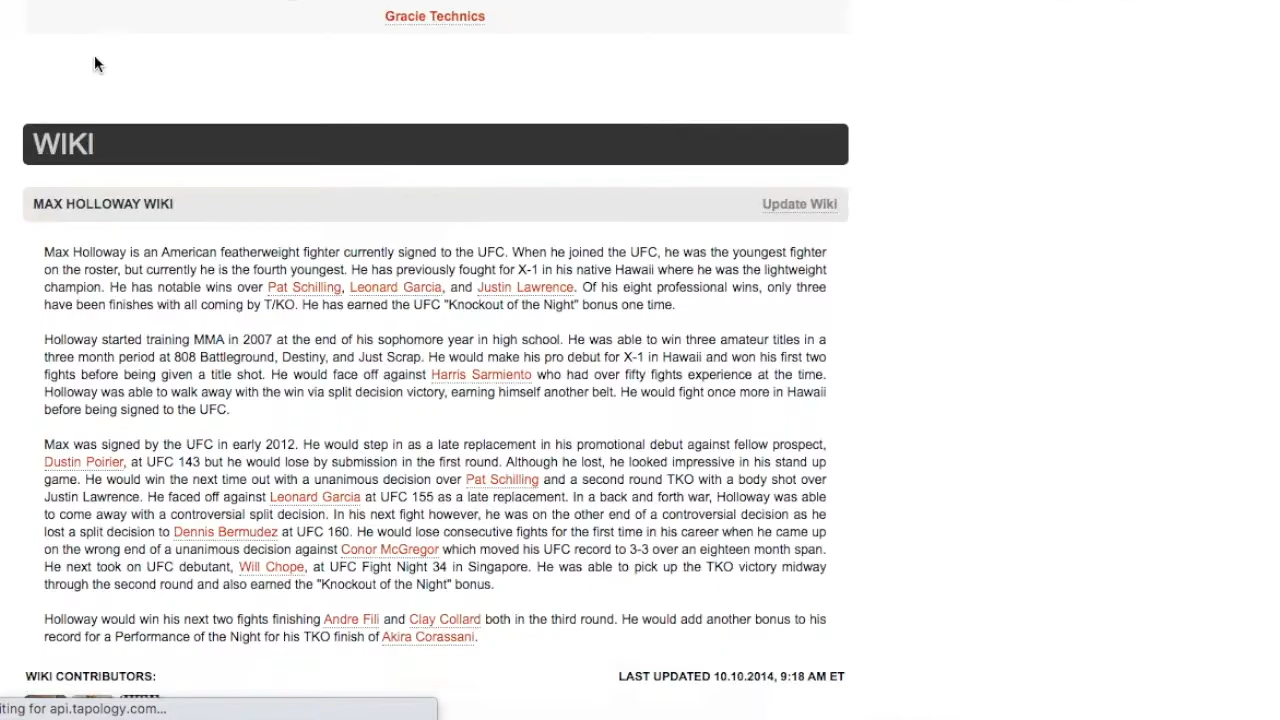 Gracie Technics
WIKI
MAX HOLLOWAY WIKI
Update Wiki
Max Holloway is an American featherweight fighter currently signed to the UFC. When he joined the UFC, he was the youngest fighter
on the roster, but currently he is the fourth youngest. He has previously fought for X-1 in his native Hawaii where he was the lightweight
champion. He has notable wins over Pat Schilling, Leonard Garcia, and Justin Lawrence. Of his eight professional wins, only three
have been finishes with all coming by T/KO. He has earned the UFC "Knockout of the Night" bonus one time.
Holloway started training MMA in 2007 at the end of his sophomore year in high school. He was able to win three amateur titles in a
three month period at 808 Battleground, Destiny, and Just Scrap. He would make his pro debut for X-1 in Hawaii and won his first two
fights before being given a title shot. He would face off against Harris Sarmiento who had over fifty fights experience at the time.
Holloway was able to walk away with the win via split decision victory, earning himself another belt. He would fight once more in Hawaii
before being signed to the UFC.
Max was signed by the UFC in early 2012. He would step in as a late replacement in his promotional debut against fellow prospect,
Dustin Poirier, at UFC 143 but he would lose by submission in the first round. Although he lost, he looked impressive in his stand up
game. He would win the next time out with a unanimous decision over Pat Schilling and a second round TKO with a body shot over
Justin Lawrence. He faced off against Leonard Garcia at UFC 155 as a late replacement. In a back and forth war, Holloway was able
to come away with a controversial split decision. In his next fight however, he was on the other end of a controversial decision as he
lost a split decision to Dennis Bermudez at UFC 160. He would lose consecutive fights for the first time in his career when he came up
on the wrong end of a unanimous decision against Conor McGregor which moved his UFC record to 3-3 over an eighteen month span.
He next took on UFC debutant, Will Chope, at UFC Fight Night 34 in Singapore. He was able to pick up the TKO victory midway
through the second round and also earned the "Knockout of the Night" bonus.
Holloway would win his next two fights finishing Andre Fili and Clay Collard both in the third round. He would add another bonus to his
record for a Performance of the Night for his TKO finish of Akira Corassani.
WIKI CONTRIBUTORS:
LAST UPDATED 10.10.2014, 9:18 AM ET
iting for api.tapology.com...